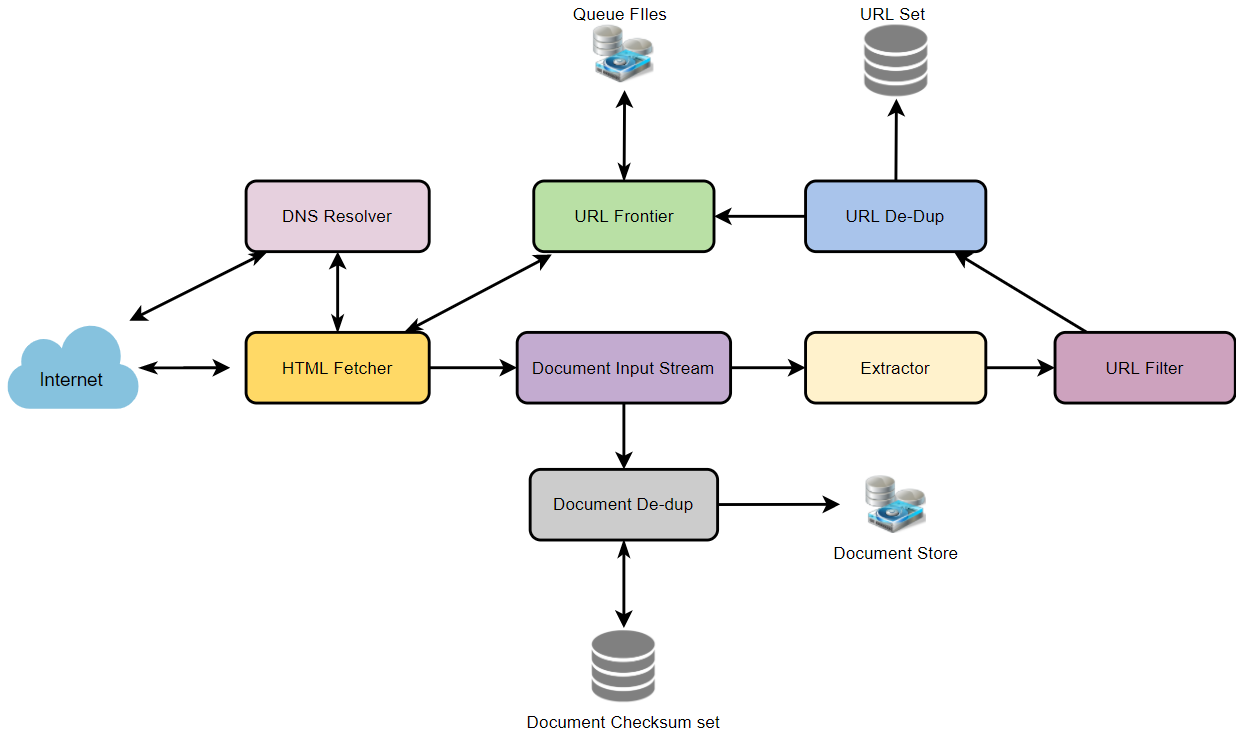 Queue FIles
URL Set
DNS Resolver
URL Frontier
URL De-Dup
Internet
HTML Fetcher
Document Input Stream
Extractor
URL Filter
Document De-dup
Document Store
Document Checksum set